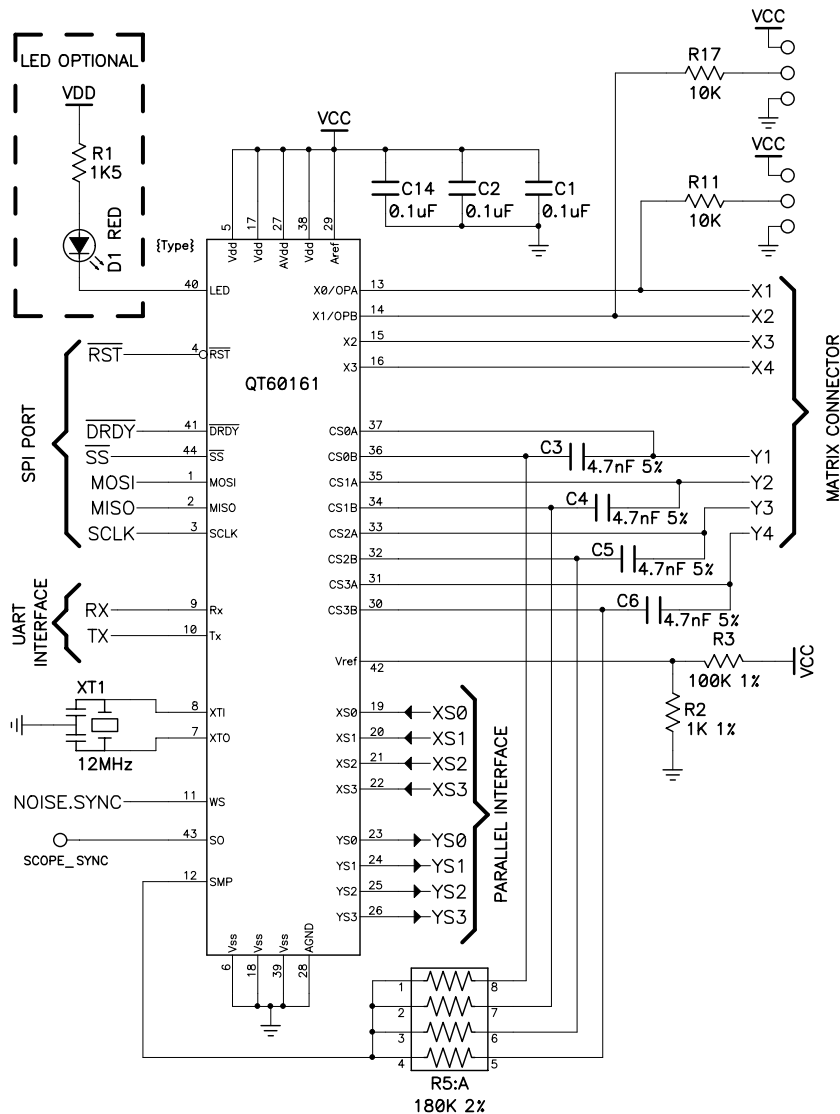 VCC
R17
10K
LED OPTIONAL
VDD
R1
1K5
D1 RED
VCC
VCC
R11
10K
C14
0.1uF
C2
0.1uF
C1
0.1uF
5
17
27
38
29
{Type}
Vdd
Vdd
AVdd
Vdd
Aref
40
LED
X0/OPA
13
X1
X1/OPB
14
X2
X2
15
X3
X3
16
X4
MATRIX CONNECTOR
SPI PORT
RST
4
RST
QT60161
DRDY
41
DRDY
SS
44
SS
MOSI
1
MOSI
MISO
2
MISO
SCLK
3
SCLK
CS0A
37
CS0B
36
C3
4.7nF 5%
Y1
CS1A
35
Y2
CS1B
34
C4
4.7nF 5%
Y3
CS2A
33
Y4
CS2B
32
C5
4.7nF 5%
CS3A
31
CS3B
30
C6
4.7nF 5%
UART
INTERFACE
RX
9
Rx
TX
10
Tx
Vref
42
R3
100K 1%
VCC
R2
1K 1%
XT1
8
XTI
7
XTO
12MHz
XS0
19
XS0
XS1
20
XS1
XS2
21
XS2
XS3
22
XS3
PARALLEL INTERFACE
NOISE.SYNC
11
WS
43
SO
SCOPE_SYNC
12
SMP
YS0
23
YS0
YS1
24
YS1
YS2
25
YS2
YS3
26
YS3
Vss
Vss
Vss
AGND
6
18
39
28
1
8
2
7
3
6
4
5
R5:A
180K 2%